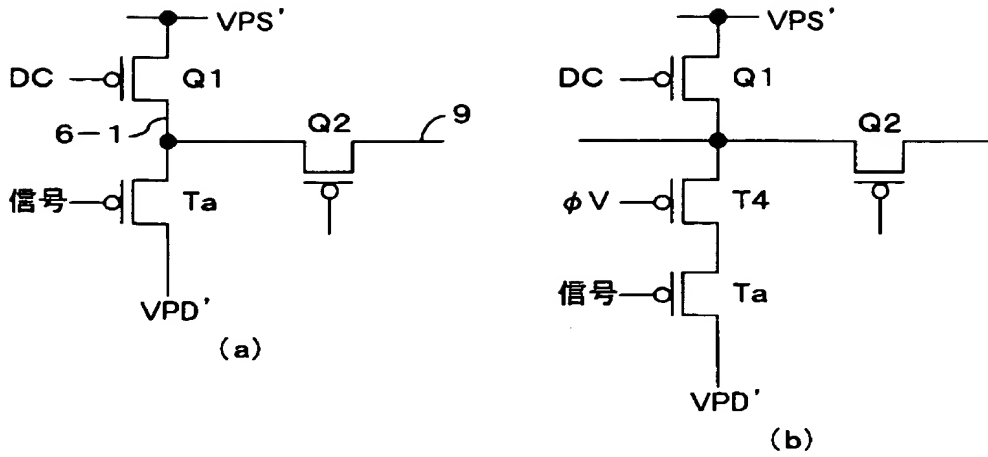 VPS'
DC
Q1
6-1
Q2
9
信号
Ta
VPD'
(a)
VPS'
DC
Q1
Q2
φV
T4
信号
Ta
VPD'
(b)